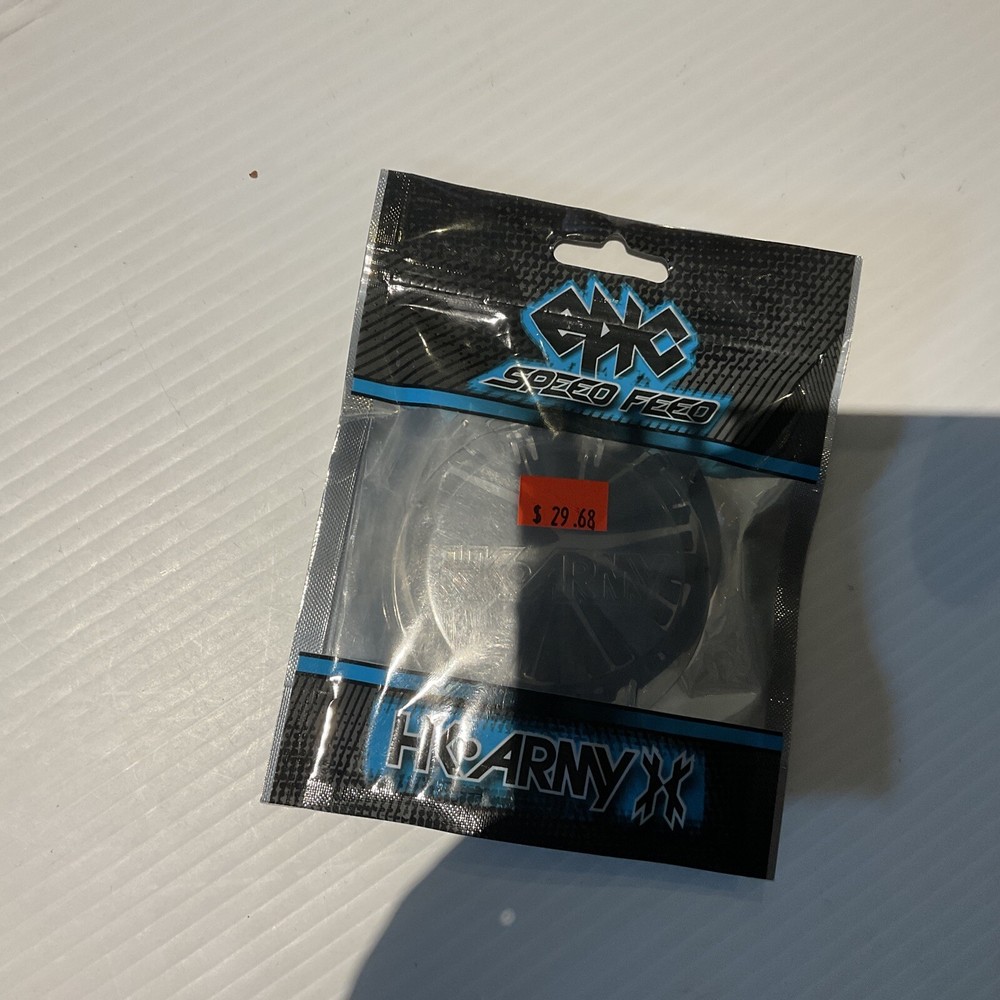 epic
SPEED FEED
$ 29.68
HK ARMY
HK ARMY